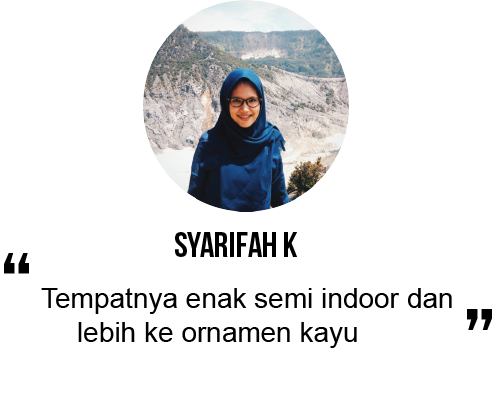 SYARIFAH K
“
Tempatnya enak semi indoor dan
lebih ke ornamen kayu
”